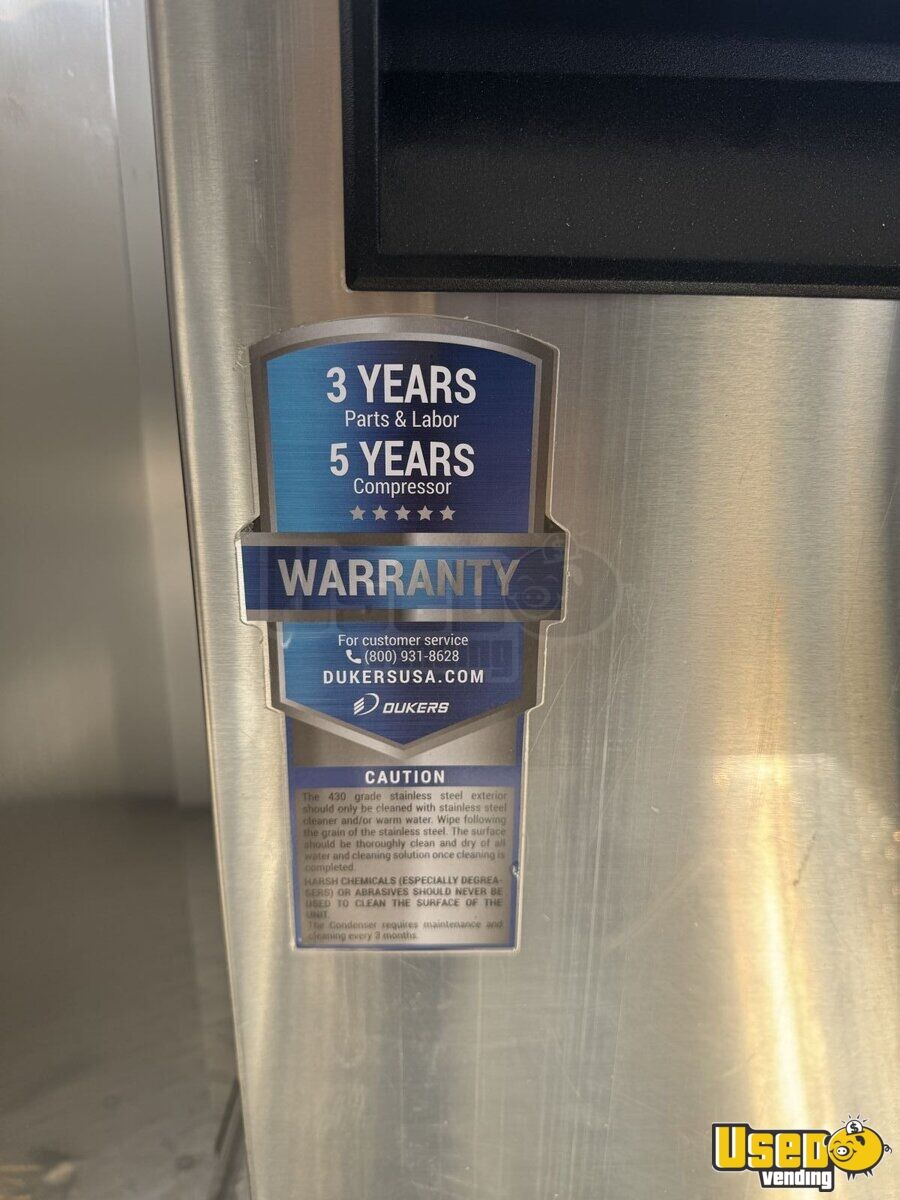 3 YEARS
Parts & Labor
5 YEARS
Compressor
WARRANTY
For customer service
(800) 931-8628
DUKERSUSA.COM
DUKERS
CAUTION
The 430 grade stainless steel exterior
should only be cleaned with stainless steel
cleaner and/or warm water. Wipe following
the grain of the stainless steel. The surface
should be thoroughly clean and dry of all
water and cleaning solution once cleaning is
completed.
HARSH CHEMICALS (ESPECIALLY DEGREA-
SERS) OR ABRASIVES SHOULD NEVER BE
USED TO CLEAN THE SURFACE OF THE
UNIT.
The Condenser requires maintenance and
cleaning every 3 months.
USED
vending